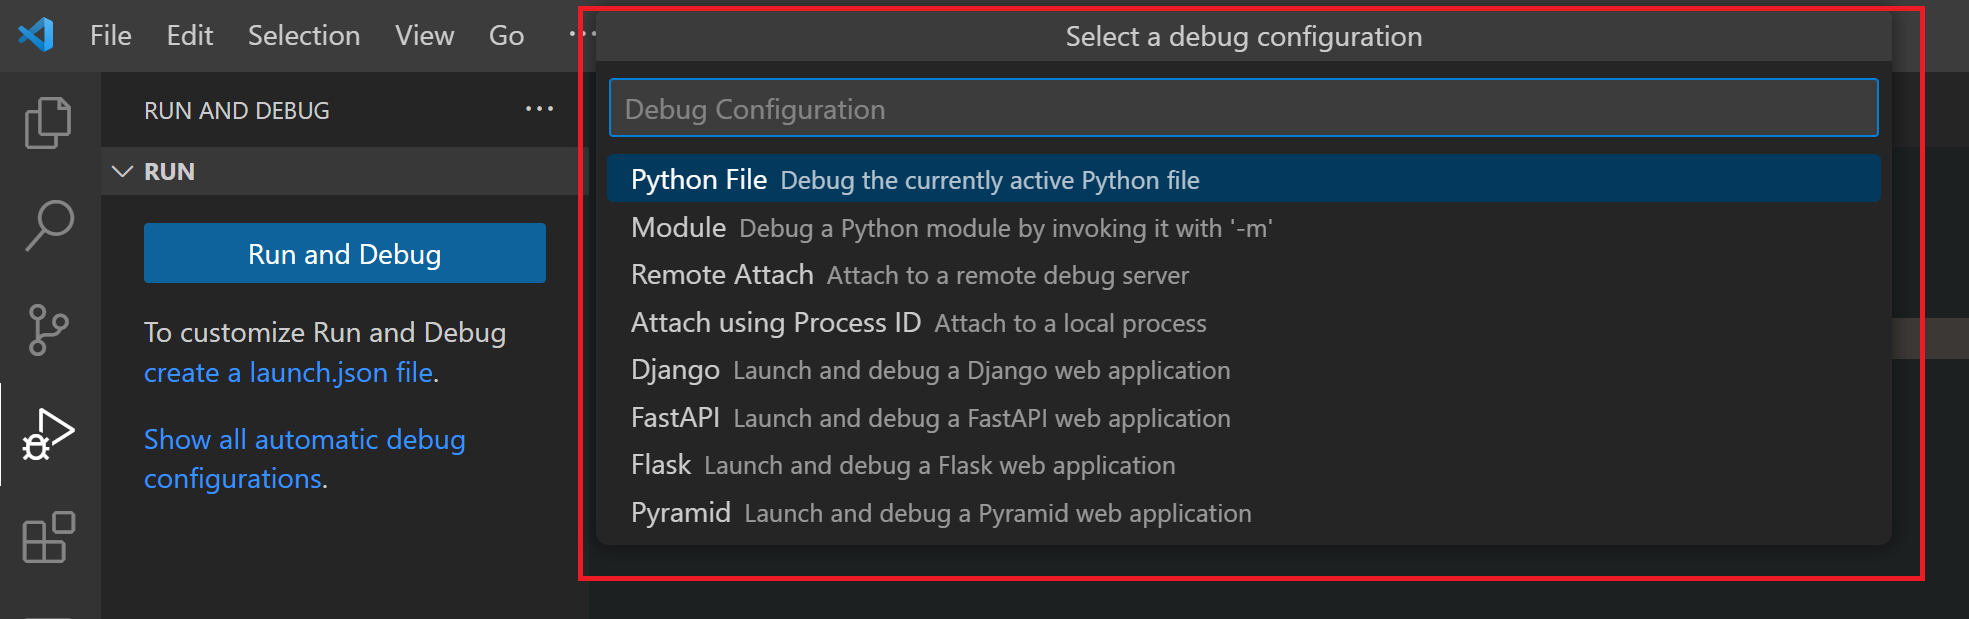 File Edit Selection View Go ···
Select a debug configuration
RUN AND DEBUG ···
Debug Configuration
RUN
Run and Debug
To customize Run and Debug
create a launch.json file.
Show all automatic debug
configurations.
Python File Debug the currently active Python file
Module Debug a Python module by invoking it with '-m'
Remote Attach Attach to a remote debug server
Attach using Process ID Attach to a local process
Django Launch and debug a Django web application
FastAPI Launch and debug a FastAPI web application
Flask Launch and debug a Flask web application
Pyramid Launch and debug a Pyramid web application